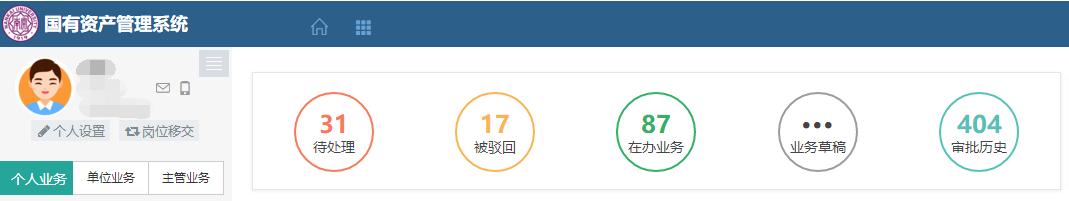 国有资产管理系统
个人设置 岗位移交
个人业务 单位业务 主管业务
31 17 87 ••• 404
待处理 被驳回 在办业务 业务草稿 审批历史